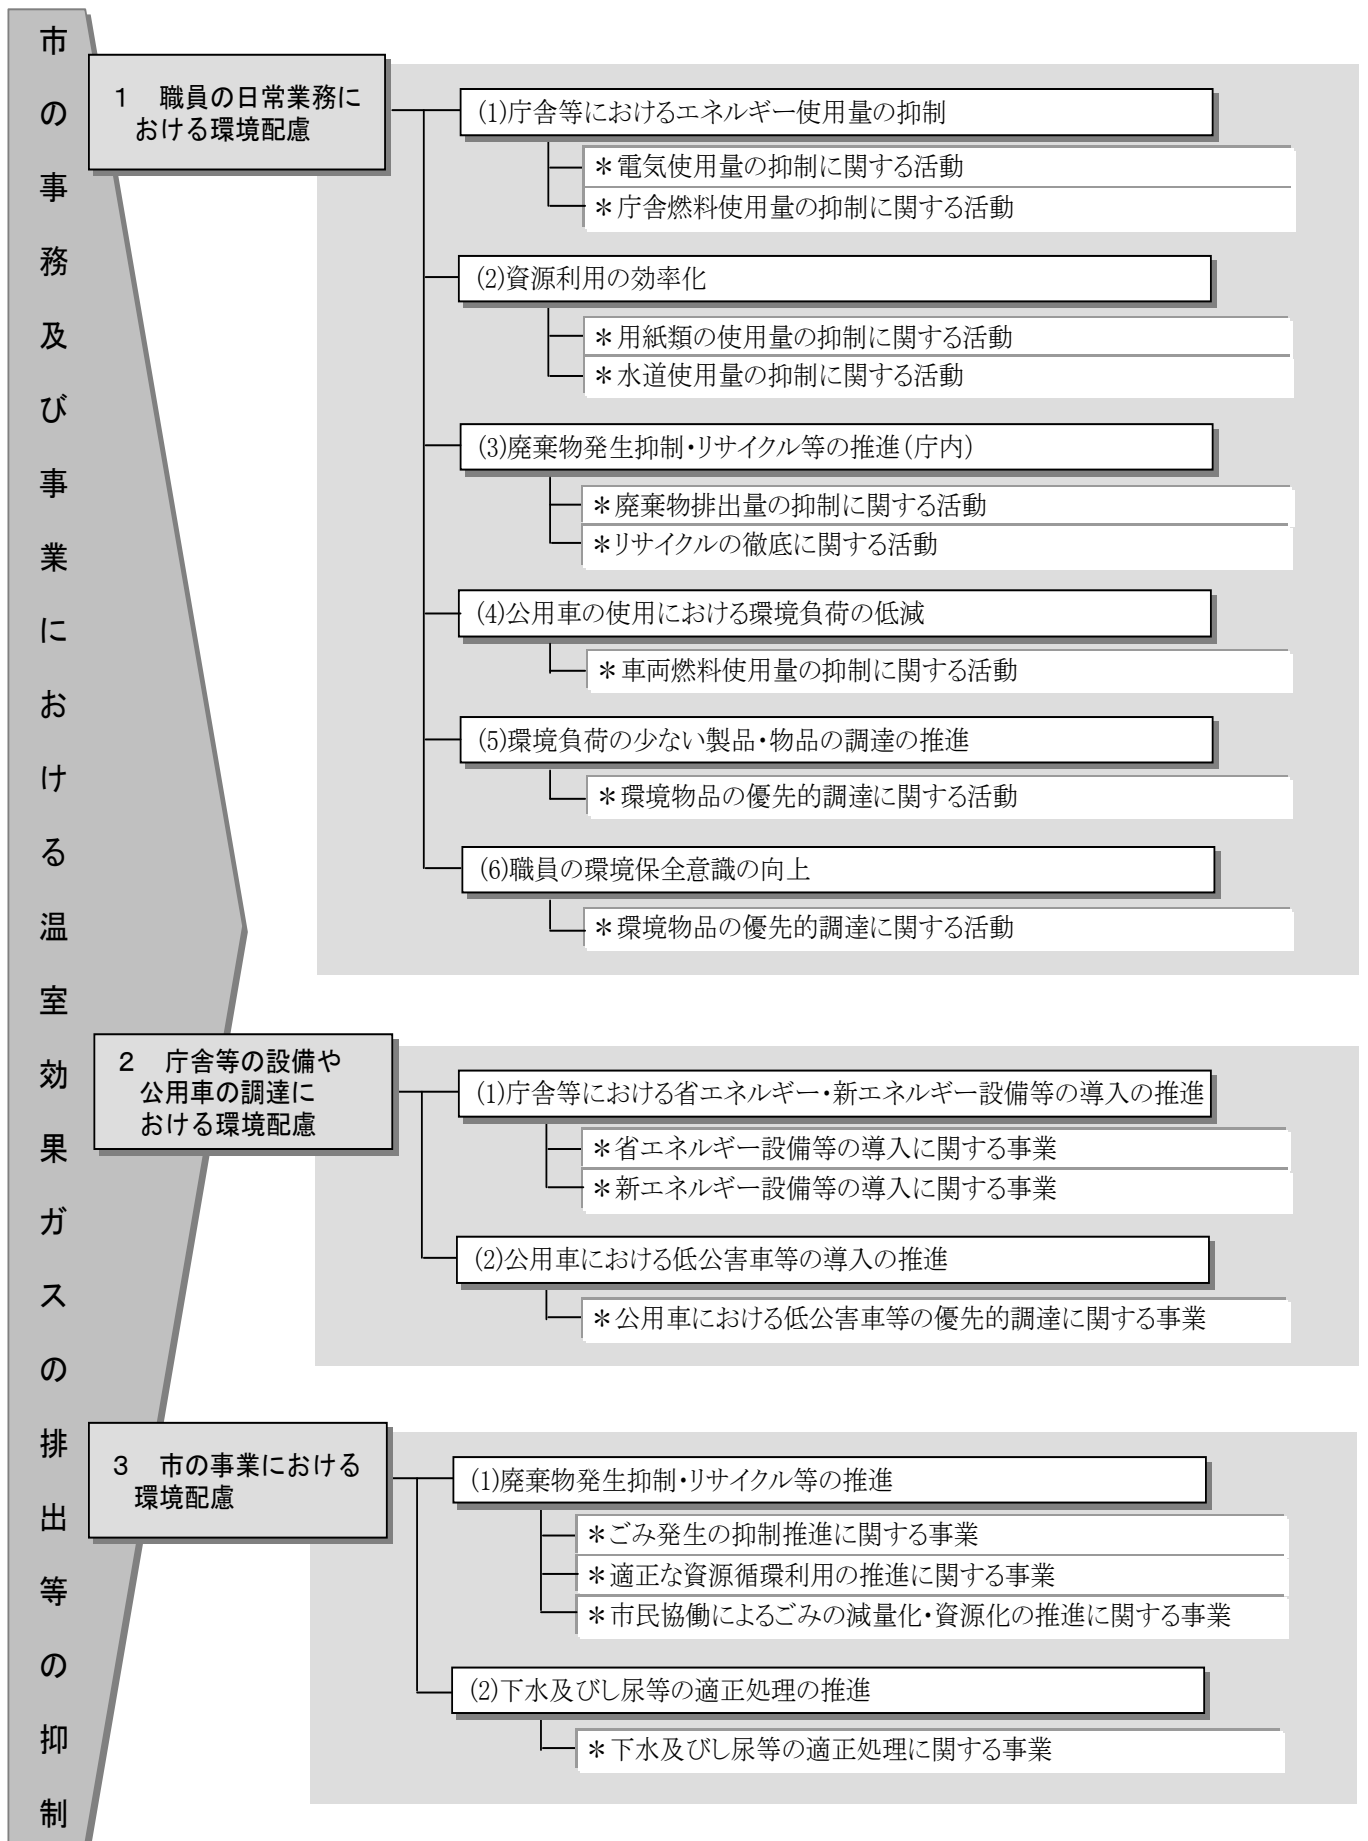 市の事務及び事業における温室効果ガスの排出等の抑制
１　職員の日常業務に
おける環境配慮
(1)庁舎等におけるエネルギー使用量の抑制
＊電気使用量の抑制に関する活動
＊庁舎燃料使用量の抑制に関する活動
(2)資源利用の効率化
＊用紙類の使用量の抑制に関する活動
＊水道使用量の抑制に関する活動
(3)廃棄物発生抑制・リサイクル等の推進（庁内）
＊廃棄物排出量の抑制に関する活動
＊リサイクルの徹底に関する活動
(4)公用車の使用における環境負荷の低減
＊車両燃料使用量の抑制に関する活動
(5)環境負荷の少ない製品・物品の調達の推進
＊環境物品の優先的調達に関する活動
(6)職員の環境保全意識の向上
＊環境物品の優先的調達に関する活動
２　庁舎等の設備や
公用車の調達に
おける環境配慮
(1)庁舎等における省エネルギー・新エネルギー設備等の導入の推進
＊省エネルギー設備等の導入に関する事業
＊新エネルギー設備等の導入に関する事業
(2)公用車における低公害車等の導入の推進
＊公用車における低公害車等の優先的調達に関する事業
３　市の事業における
環境配慮
(1)廃棄物発生抑制・リサイクル等の推進
＊ごみ発生の抑制推進に関する事業
＊適正な資源循環利用の推進に関する事業
＊市民協働によるごみの減量化・資源化の推進に関する事業
(2)下水及びし尿等の適正処理の推進
＊下水及びし尿等の適正処理に関する事業